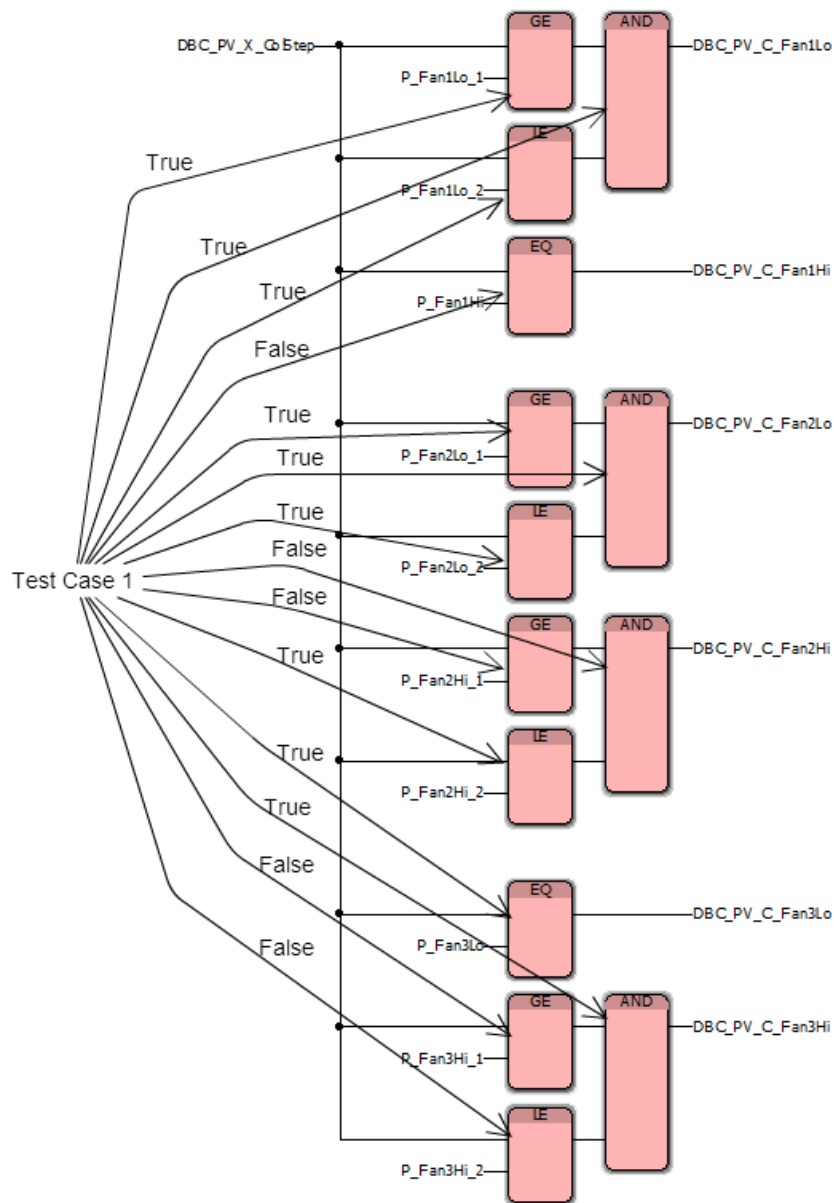 GE
AND
DBC_PV_X_ColStep
DBC_PV_C_Fan1Lo
P_Fan1Lo_1
LE
True
P_Fan1Lo_2
True
EQ
DBC_PV_C_Fan1Hi
True
P_Fan1Hi
False
GE
AND
True
DBC_PV_C_Fan2Lo
P_Fan2Lo_1
True
True
LE
False
P_Fan2Lo_2
Test Case 1
False
GE
AND
DBC_PV_C_Fan2Hi
True
P_Fan2Hi_1
LE
True
P_Fan2Hi_2
True
False
EQ
DBC_PV_C_Fan3Lo
False
P_Fan3Lo
GE
AND
DBC_PV_C_Fan3Hi
P_Fan3Hi_1
LE
P_Fan3Hi_2